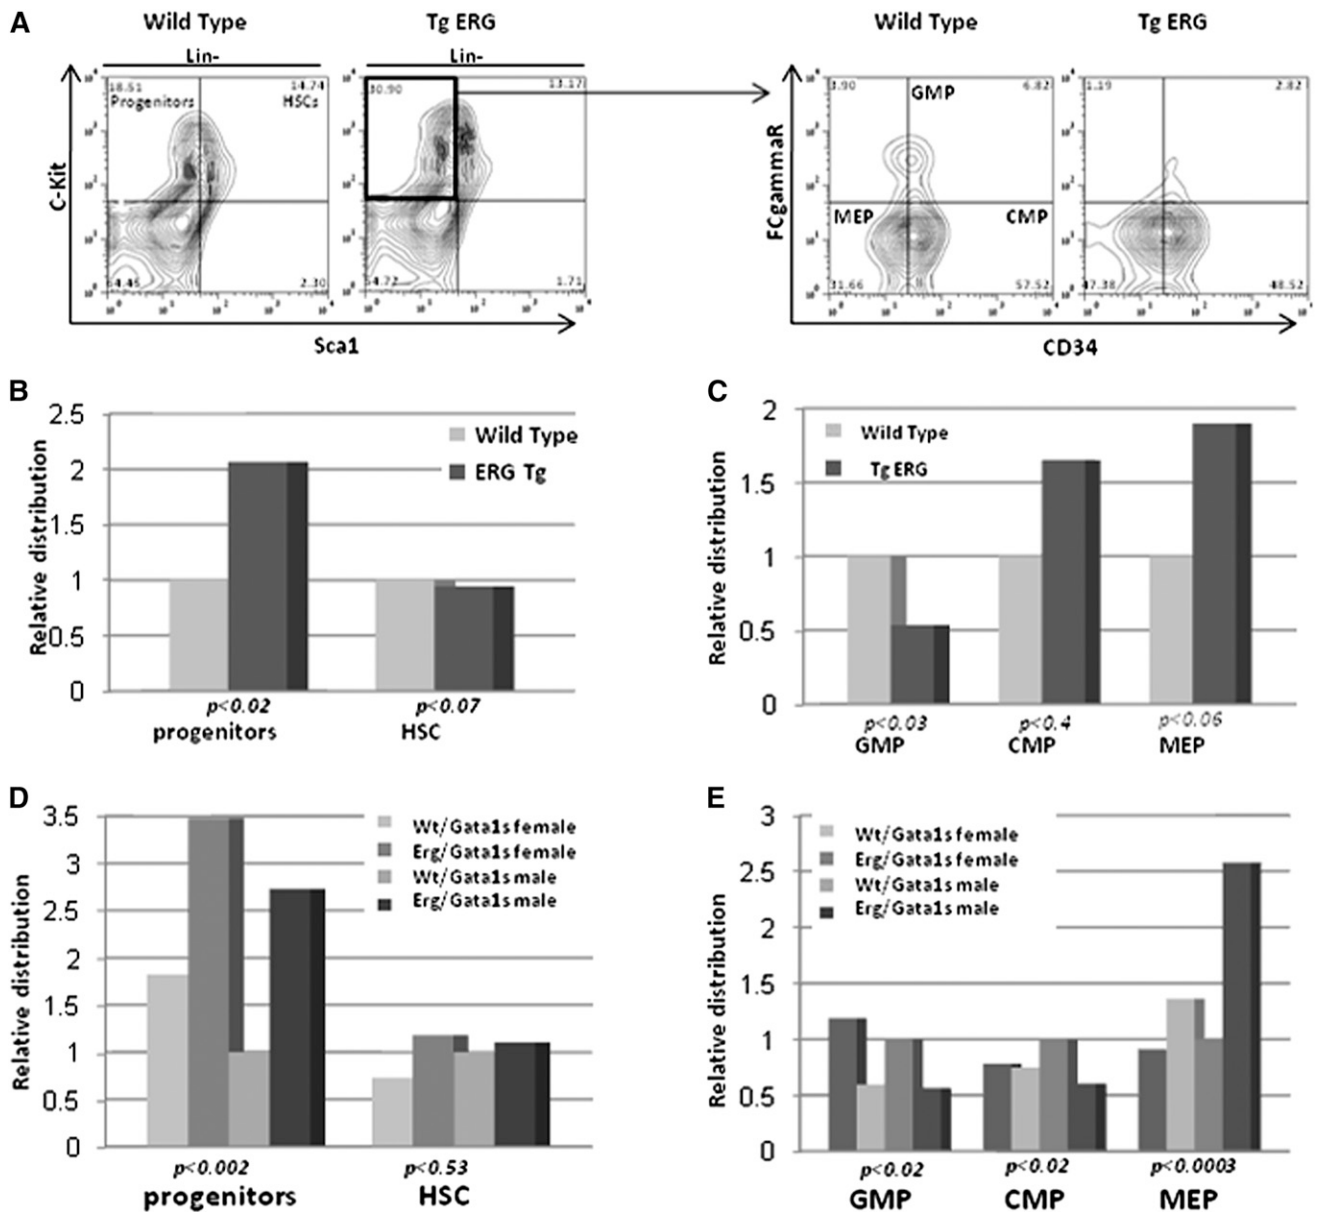 A
Wild Type
Tg ERG
Wild Type
Tg ERG
Lin-
Lin-
18.51
14.74
Progenitors
HSCs
30.90
13.17
3.90
6.82
GMP
1.19
2.82
C-Kit
FCgammaR
MEP
CMP
2.30
54.72
1.71
31.66
57.52
47.38
48.52
Sca1
CD34
B
2.5
2
1.5
1
0.5
0
Relative distribution
Wild Type
ERG Tg
p<0.02
p<0.07
progenitors
HSC
C
2
1.5
1
0.5
0
Relative distribution
Wild Type
Tg ERG
p<0.03
p<0.4
p<0.06
GMP
CMP
MEP
D
3.5
3
2.5
2
1.5
1
0.5
0
Relative distribution
Wt/Gata1s female
Erg/Gata1s female
Wt/Gata1s male
Erg/Gata1s male
p<0.002
p<0.53
progenitors
HSC
E
3
2.5
2
1.5
1
0.5
0
Relative distribution
Wt/Gata1s female
Erg/Gata1s female
Wt/Gata1s male
Erg/Gata1s male
p<0.02
p<0.02
p<0.0003
GMP
CMP
MEP